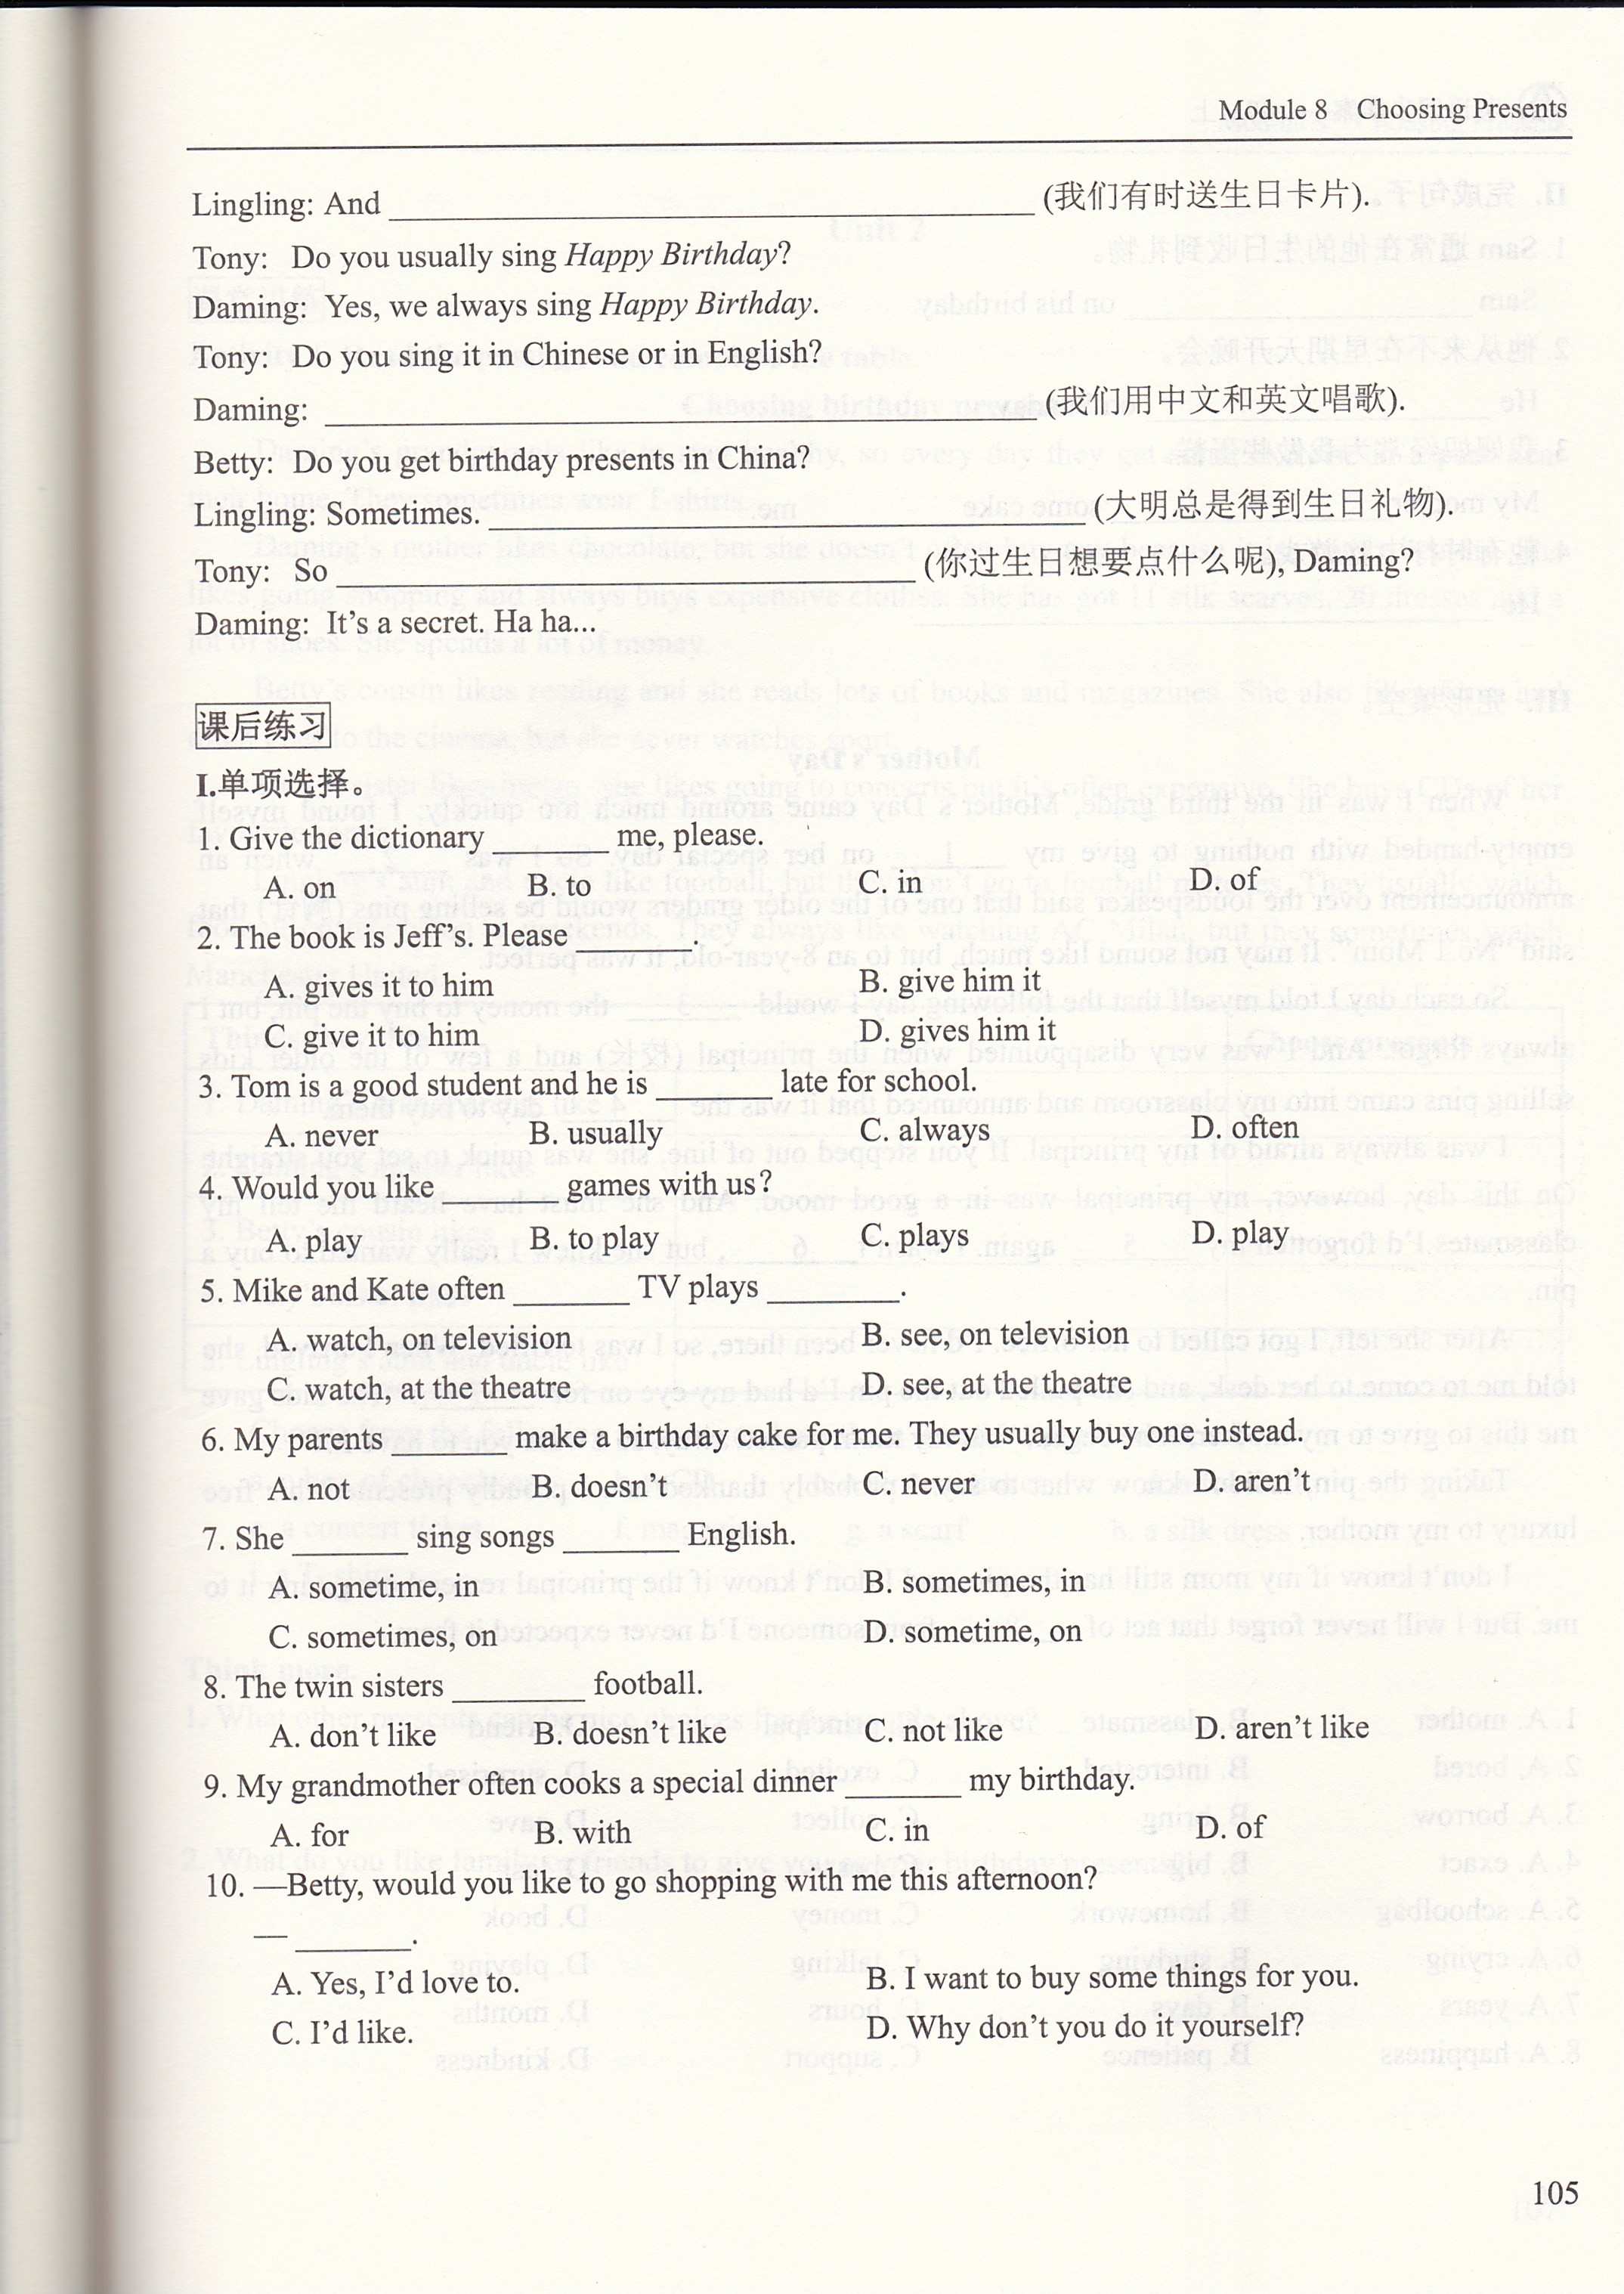 Module 8 Choosing Presents
Lingling: And ______ (我们有时送生日卡片).
Tony: Do you usually sing Happy Birthday?
Daming: Yes, we always sing Happy Birthday.
Tony: Do you sing it in Chinese or in English?
Daming: ______ (我们用中文和英文唱歌).
Betty: Do you get birthday presents in China?
Lingling: Sometimes. ______ (大明总是得到生日礼物).
Tony: So ______ (你过生日想要点什么呢), Daming?
Daming: It's a secret. Ha ha...
课后练习
I.单项选择。
1. Give the dictionary ______ me, please.
A. on B. to C. in D. of
2. The book is Jeff's. Please ______.
A. gives it to him B. give him it
C. give it to him D. gives him it
3. Tom is a good student and he is ______ late for school.
A. never B. usually C. always D. often
4. Would you like ______ games with us?
A. play B. to play C. plays D. play
5. Mike and Kate often ______ TV plays ______.
A. watch, on television B. see, on television
C. watch, at the theatre D. see, at the theatre
6. My parents ______ make a birthday cake for me. They usually buy one instead.
A. not B. doesn't C. never D. aren't
7. She ______ sing songs ______ English.
A. sometime, in B. sometimes, in
C. sometimes, on D. sometime, on
8. The twin sisters ______ football.
A. don't like B. doesn't like C. not like D. aren't like
9. My grandmother often cooks a special dinner ______ my birthday.
A. for B. with C. in D. of
10. —Betty, would you like to go shopping with me this afternoon?
— ______.
A. Yes, I'd love to. B. I want to buy some things for you.
C. I'd like. D. Why don't you do it yourself?
105